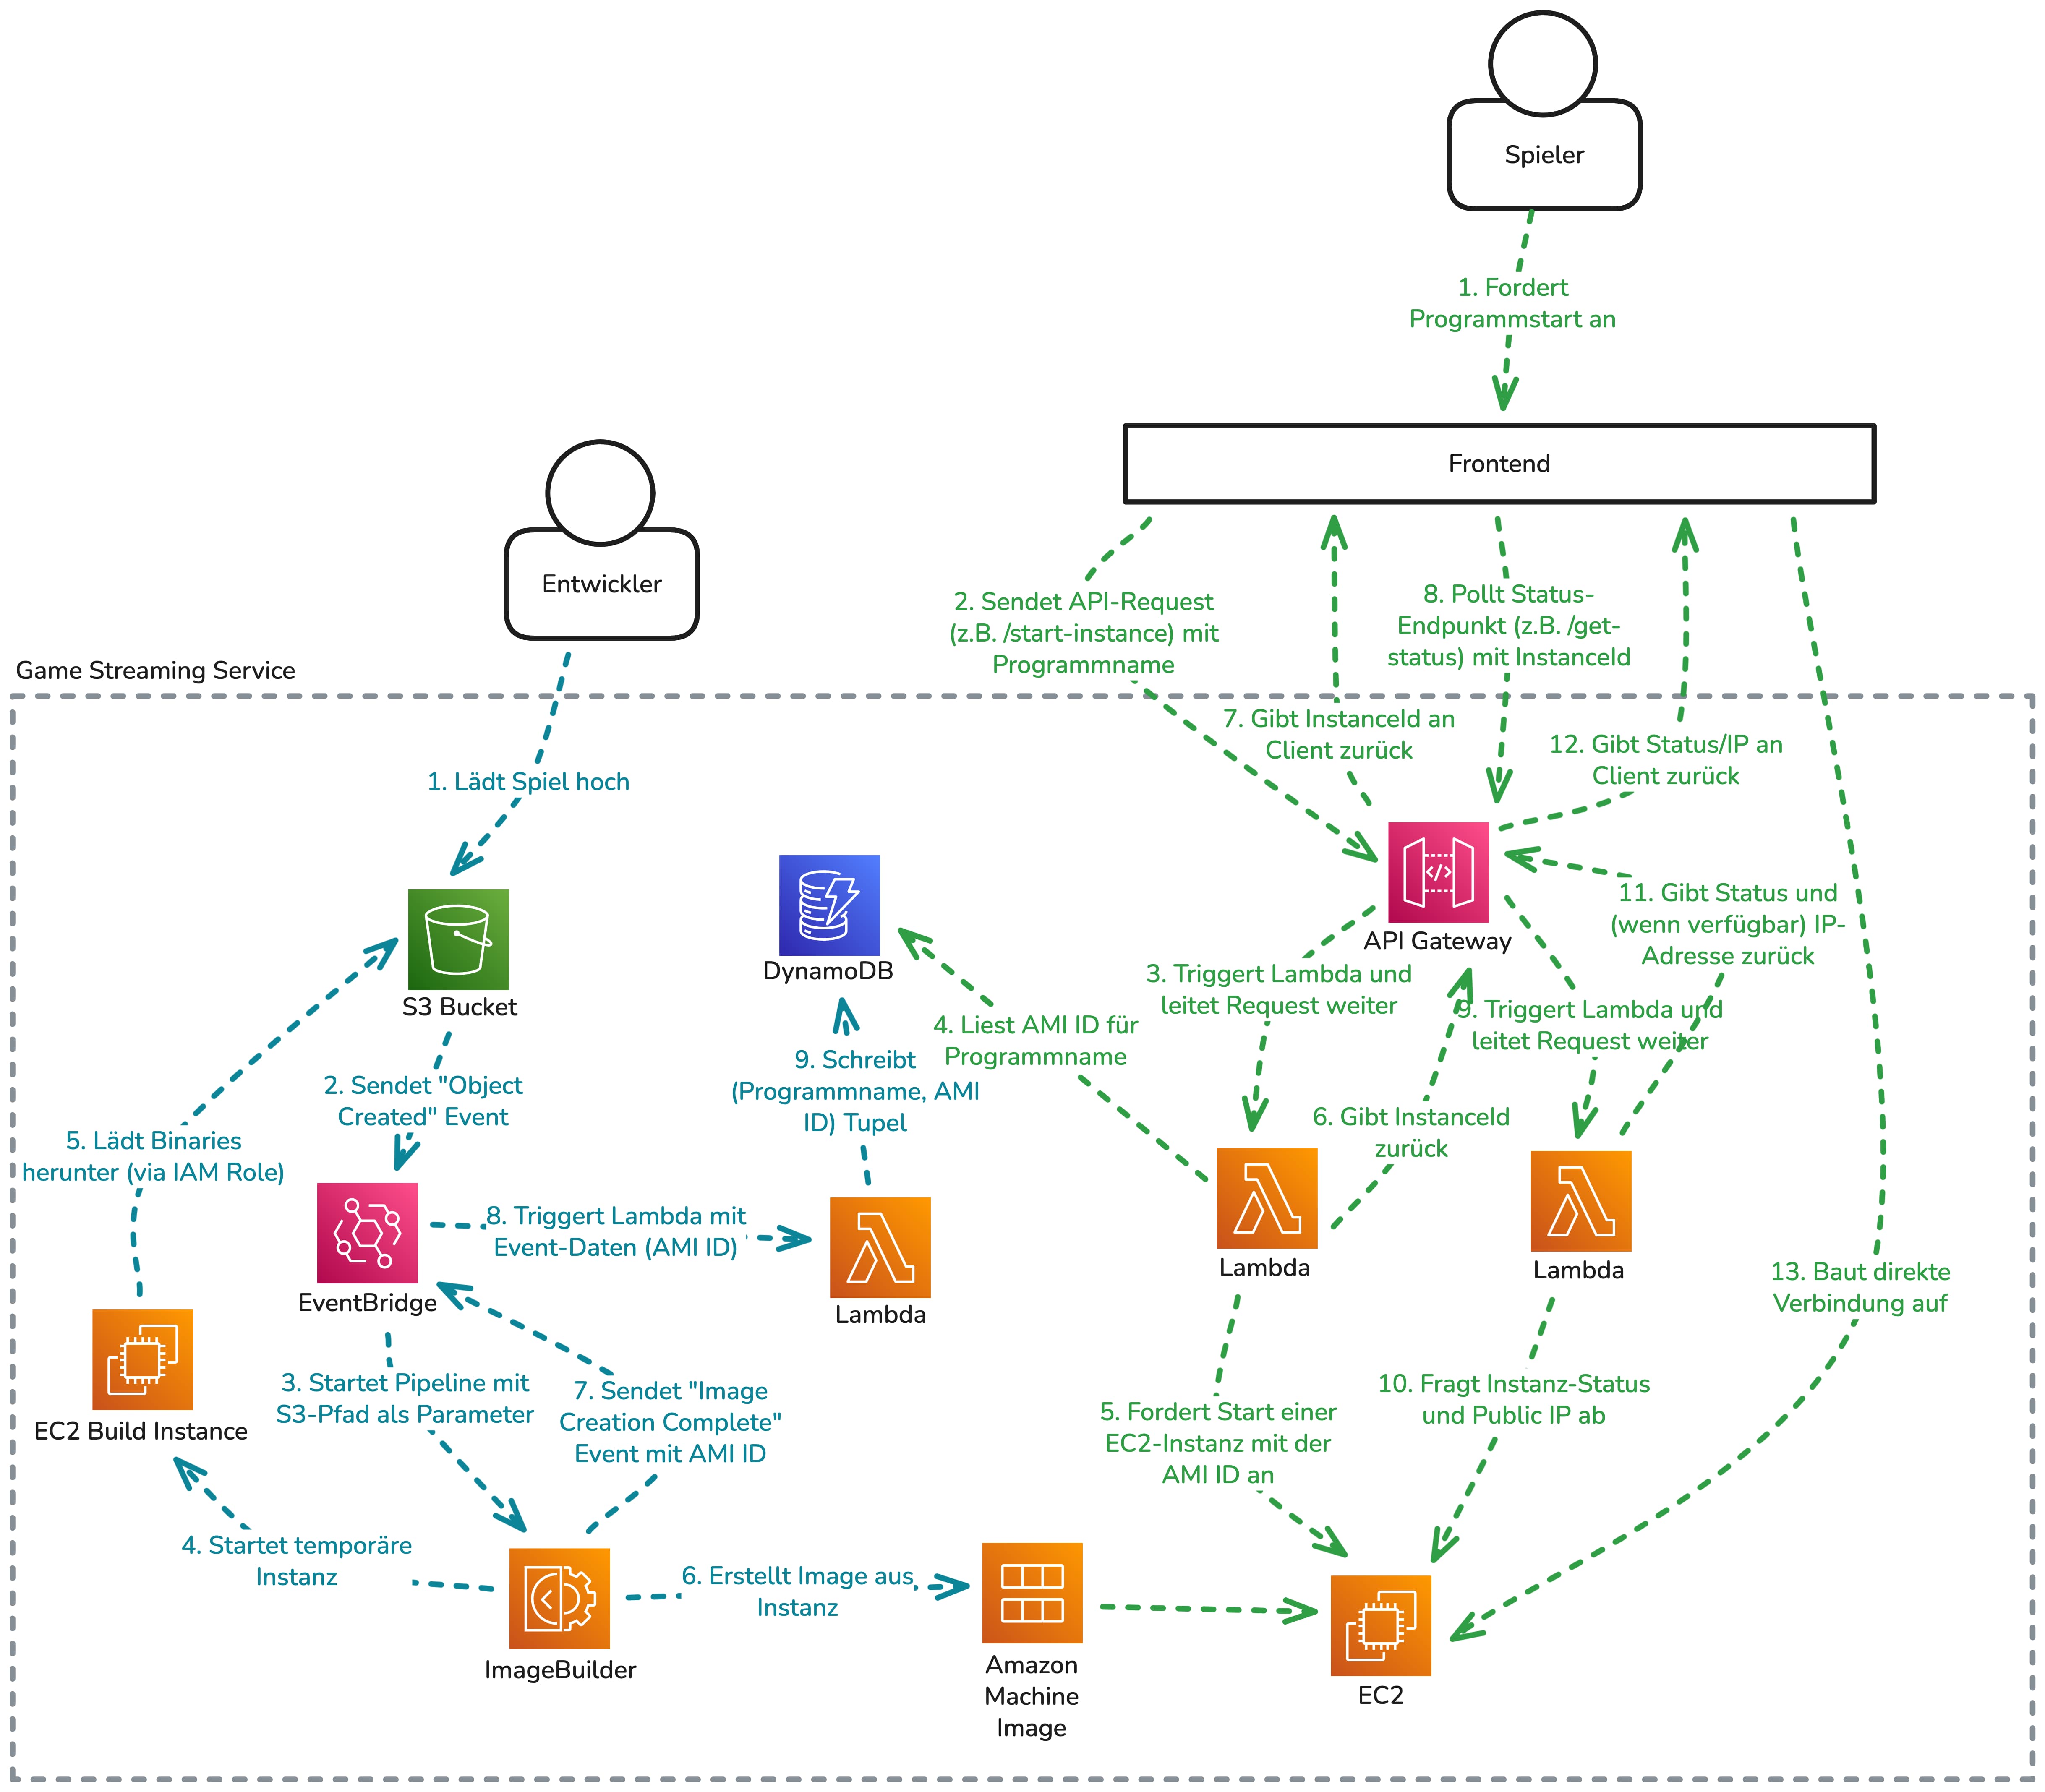 Spieler
1. Fordert
Programmstart an
Frontend
Entwickler
2. Sendet API-Request
(z.B. /start-instance) mit
Programmname
8. Pollt Status-
Endpunkt (z.B. /get-
status) mit InstanceId
Game Streaming Service
7. Gibt InstanceId an
Client zurück
12. Gibt Status/IP an
Client zurück
1. Lädt Spiel hoch
S3 Bucket
DynamoDB
API Gateway
11. Gibt Status und
(wenn verfügbar) IP-
Adresse zurück
3. Triggert Lambda und
leitet Request weiter
9. Triggert Lambda und
leitet Request weiter
4. Liest AMI ID für
Programmname
2. Sendet "Object
Created" Event
9. Schreibt
(Programmname, AMI
ID) Tupel
5. Lädt Binaries
herunter (via IAM Role)
6. Gibt InstanceId
zurück
8. Triggert Lambda mit
Event-Daten (AMI ID)
EventBridge
Lambda
Lambda
Lambda
13. Baut direkte
Verbindung auf
EC2 Build Instance
3. Startet Pipeline mit
S3-Pfad als Parameter
7. Sendet "Image
Creation Complete"
Event mit AMI ID
5. Fordert Start einer
EC2-Instanz mit der
AMI ID an
10. Fragt Instanz-Status
und Public IP ab
4. Startet temporäre
Instanz
ImageBuilder
6. Erstellt Image aus
Instanz
Amazon
Machine
Image
EC2